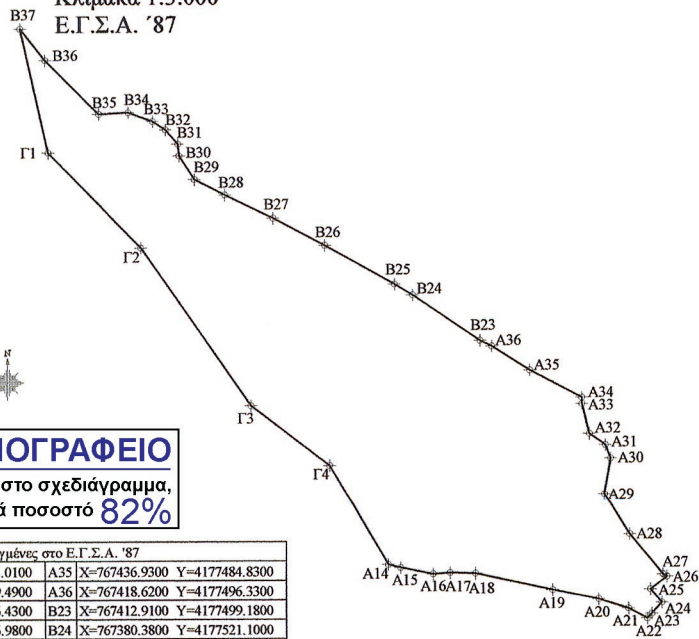 Κλίμακα 1:5.000
Ε.Γ.Σ.Α. ΄87
B37
B36
B35
B34
B33
B32
B31
B30
B29
B28
B27
B26
B25
B24
B23
A36
A35
A34
A33
A32
A31
A30
A29
A28
A27
A26
A25
A24
A23
A22
A21
A20
A19
A18
A17
A16
A15
A14
Γ1
Γ2
Γ3
Γ4
N
ΟΓΡΑΦΕΙΟ
στο σχεδιάγραμμα,
ά ποσοστό 82%
γμένες στο Ε.Γ.Σ.Α. '87
.0100 A35 X=767436.9300 Y=4177484.8300
.4900 A36 X=767418.6200 Y=4177496.3300
.4300 B23 X=767412.9100 Y=4177499.1800
.9800 B24 X=767380.3800 Y=4177521.1000